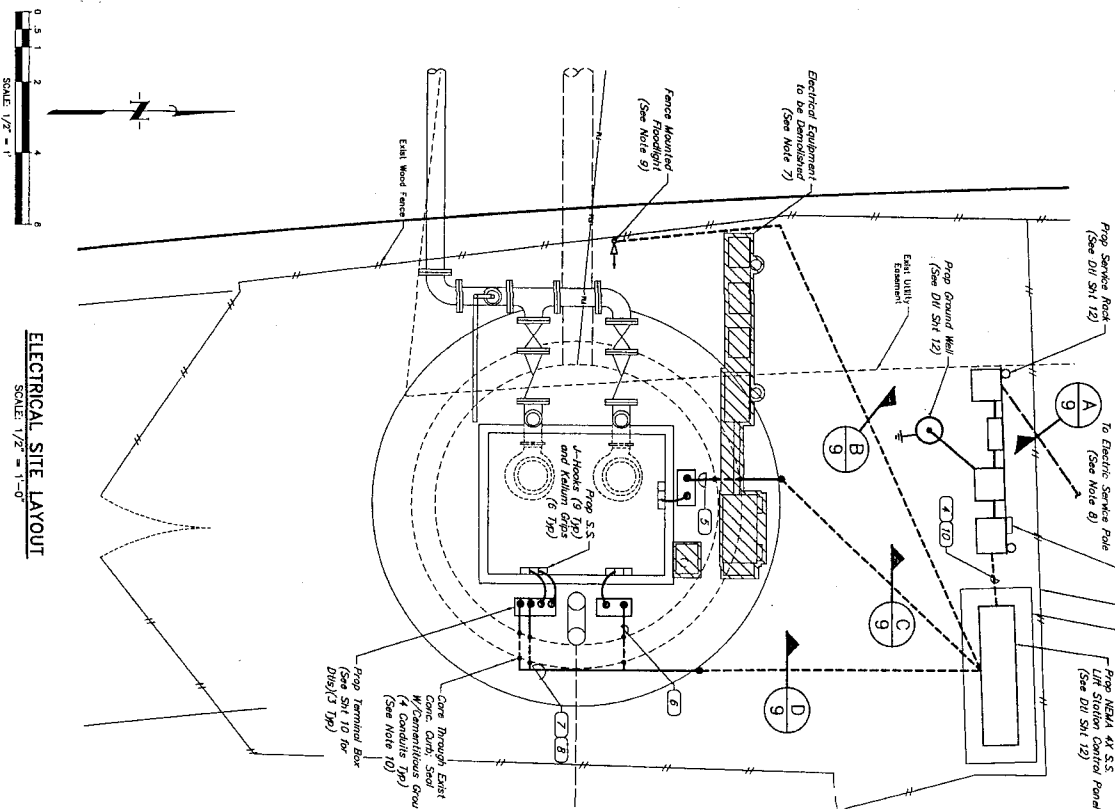 Prop Service Rack
(See Dtl Sht 12)
A
9
To Electric Service Pole
(See Note 8)
Prop NEMA 4X S.S.
Lift Station Control Panel
(See Dtl Sht 12)
Prop Ground Well
(See Dtl Sht 12)
Exist Utility
Easement
Electrical Equipment
to be Demolished
(See Note 7)
Fence Mounted
Floodlight
(See Note 9)
Exist Wood Fence
B
9
4 10
C
9
D
9
5
6
7 8
Prop S.S.
J-Hooks (9 Typ)
and Kellum Grips
(6 Typ)
Core Through Exist
Conc. Curb; Seal
W/Cementitious Grou
(4 Conduits Typ)
(See Note 10)
Prop Terminal Box
(See Sht 10 for
Dtls)(3 Typ)
N
0 .5 1 2 4 6
SCALE: 1/2" = 1'
ELECTRICAL SITE LAYOUT
SCALE: 1/2" = 1'-0"